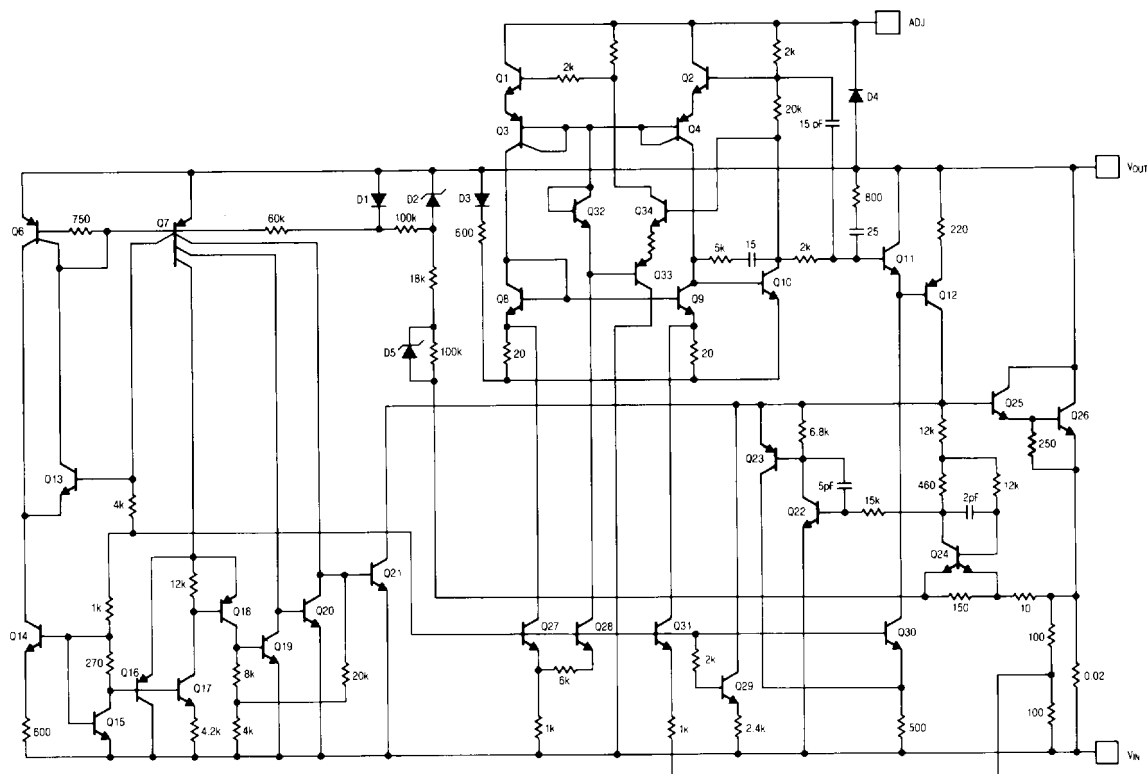 ADJ
2k
Q1
2k
Q2
20k
D4
15 pF
Q3
Q4
V_OUT
D1
D2
D3
800
750
60k
100k
Q32
Q34
220
Q6
Q7
600
5k
15
2k
25
Q11
18k
Q33
Q10
Q12
Q8
Q9
D5
100k
20
20
Q25
Q26
6.8k
12k
250
Q23
Q13
4k
5pF
460
12k
15k
2pF
Q22
Q21
Q24
12k
Q18
Q20
1k
150
10
Q14
Q19
Q27
Q28
Q31
Q30
100
270
Q16
Q17
8k
20k
2k
6k
Q29
0.02
Q15
600
4.2k
4k
1k
1k
2.4k
500
100
V_IN